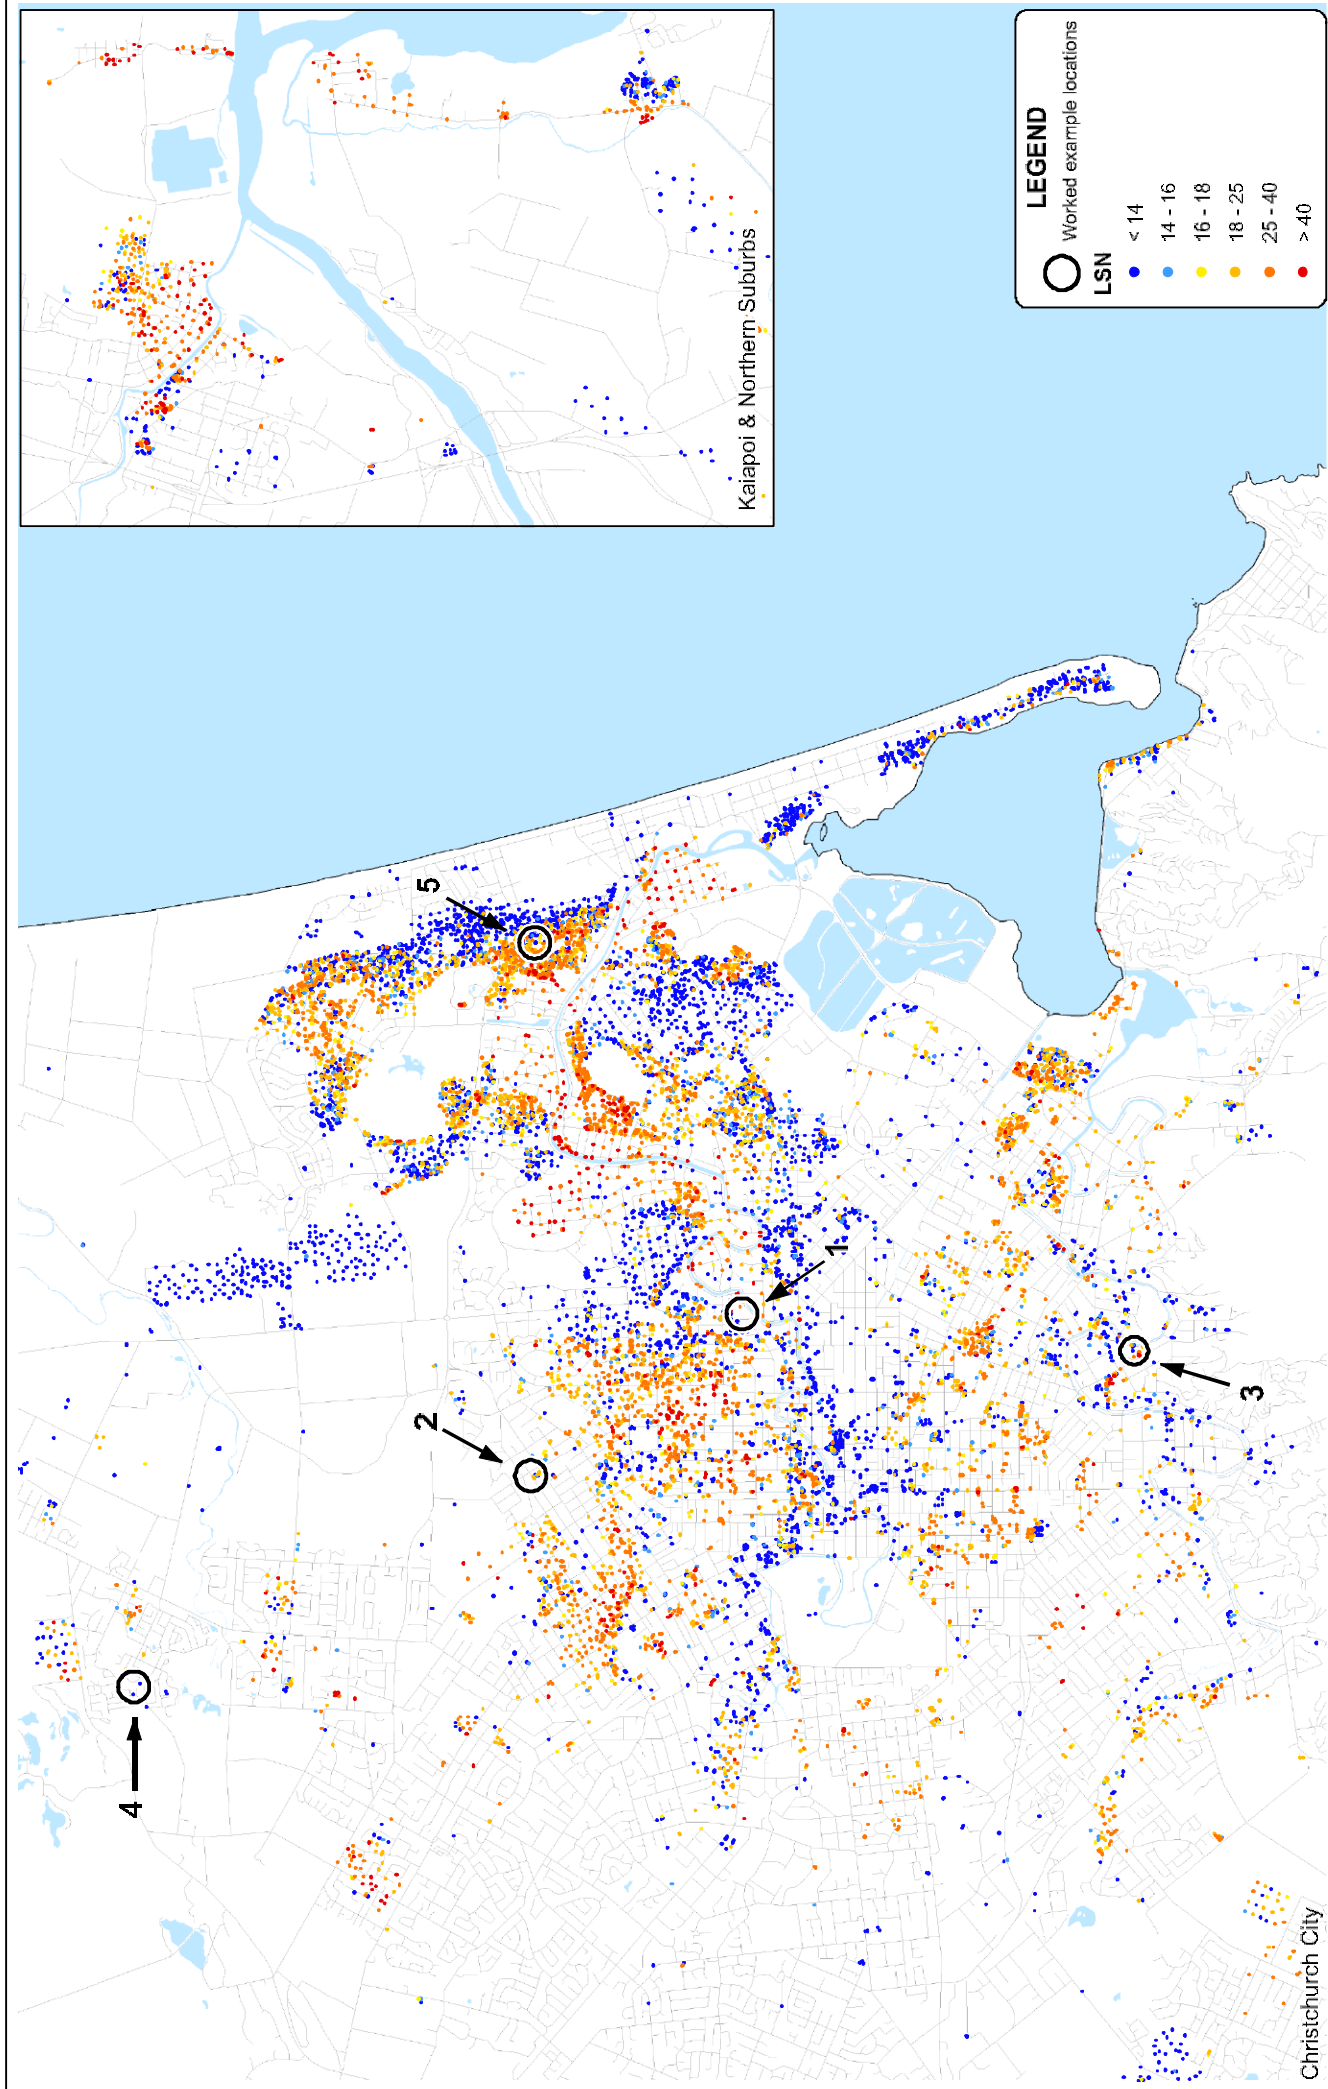 Kaiapoi & Northern Suburbs
LEGEND
Worked example locations
LSN
< 14
14 - 16
16 - 18
18 - 25
25 - 40
> 40
5
2
1
4
3
Christchurch City